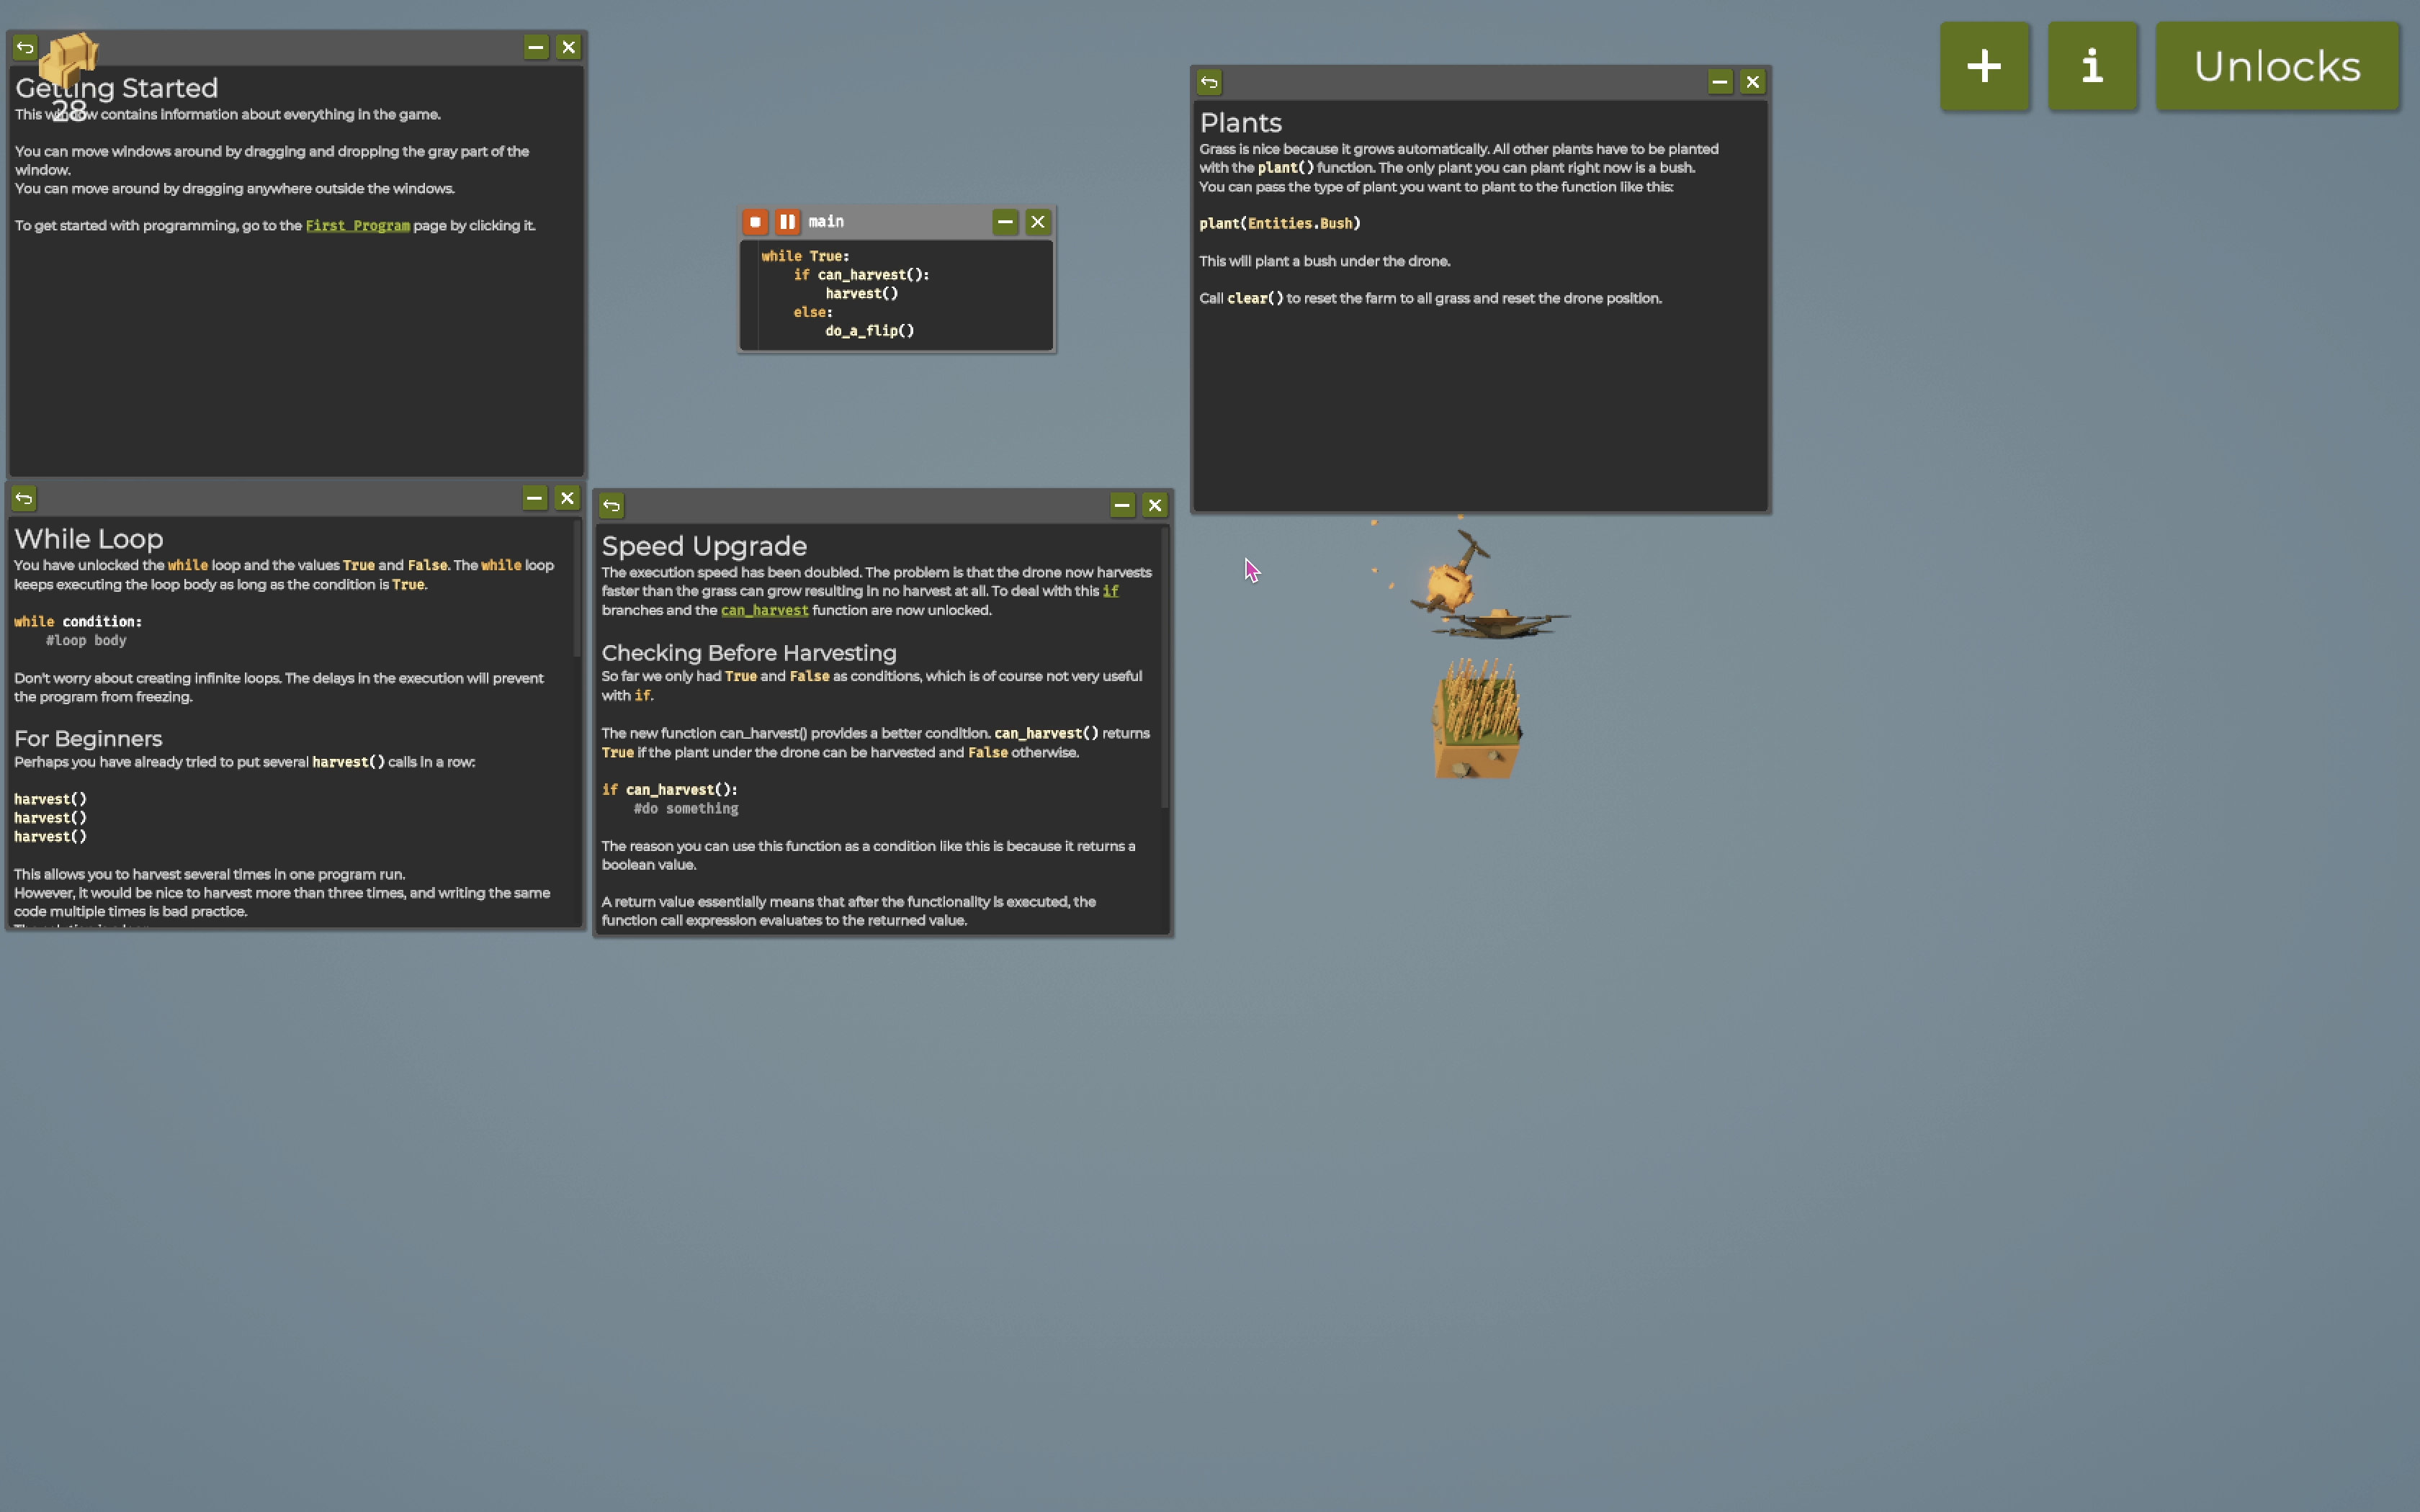 Getting Started
28
This window contains information about everything in the game.
You can move windows around by dragging and dropping the gray part of the
window.
You can move around by dragging anywhere outside the windows.
To get started with programming, go to the First Program page by clicking it.
main
while True:
if can_harvest():
harvest()
else:
do_a_flip()
Plants
Grass is nice because it grows automatically. All other plants have to be planted
with the plant() function. The only plant you can plant right now is a bush.
You can pass the type of plant you want to plant to the function like this:
plant(Entities.Bush)
This will plant a bush under the drone.
Call clear() to reset the farm to all grass and reset the drone position.
i
Unlocks
While Loop
You have unlocked the while loop and the values True and False. The while loop
keeps executing the loop body as long as the condition is True.
while condition:
#loop body
Don't worry about creating infinite loops. The delays in the execution will prevent
the program from freezing.
For Beginners
Perhaps you have already tried to put several harvest() calls in a row:
harvest()
harvest()
harvest()
This allows you to harvest several times in one program run.
However, it would be nice to harvest more than three times, and writing the same
code multiple times is bad practice.
Speed Upgrade
The execution speed has been doubled. The problem is that the drone now harvests
faster than the grass can grow resulting in no harvest at all. To deal with this if
branches and the can_harvest function are now unlocked.
Checking Before Harvesting
So far we only had True and False as conditions, which is of course not very useful
with if.
The new function can_harvest() provides a better condition. can_harvest() returns
True if the plant under the drone can be harvested and False otherwise.
if can_harvest():
#do something
The reason you can use this function as a condition like this is because it returns a
boolean value.
A return value essentially means that after the functionality is executed, the
function call expression evaluates to the returned value.